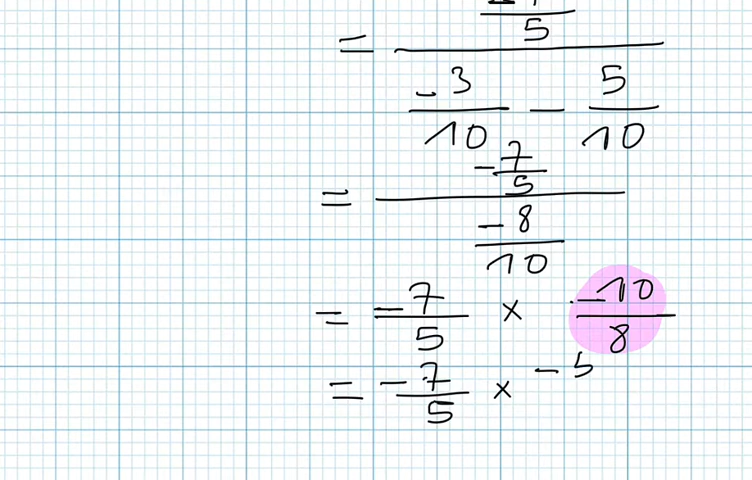 5
=
-3/10 - 5/10
= (-7/5)/(-8/10)
= -7/5 × -10/8
= -7/5 × -5